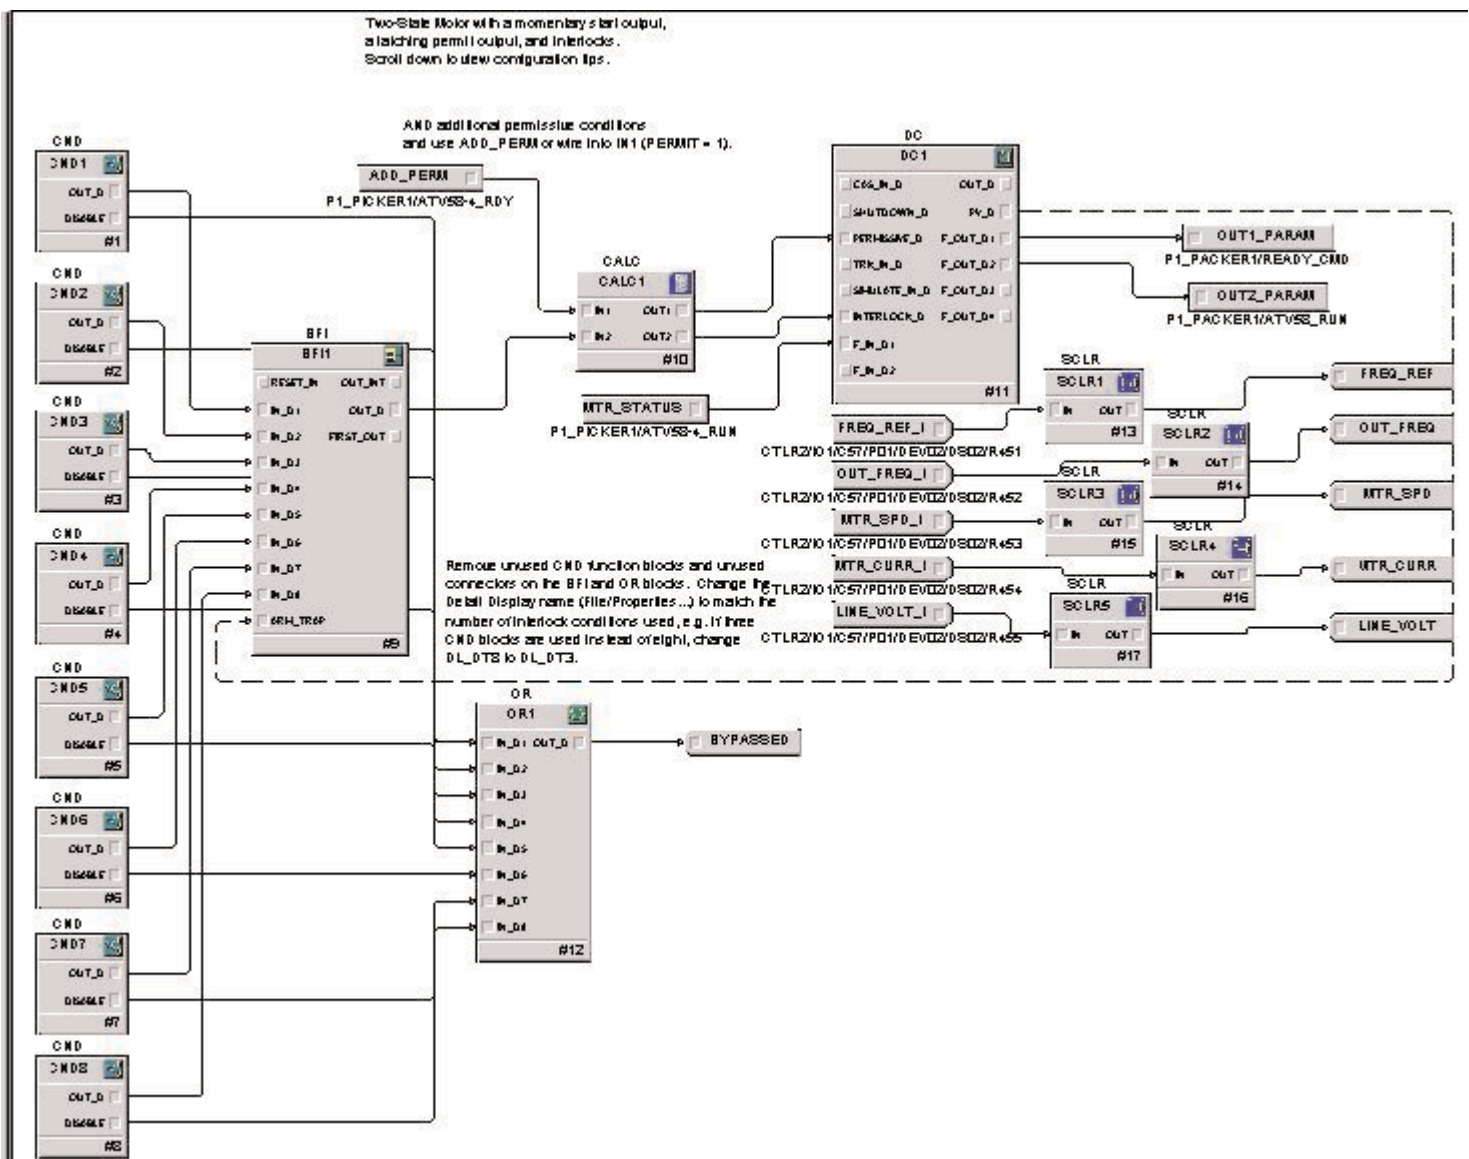 Two-State Motor with a momentary start output,
a latching permit output, and interlocks.
Scroll down to view configuration tips.
AND additional permissive conditions
and use ADD_PERM or wire into IN1 (PERMIT = 1).
CND
CND1
OUT_D
DISABLE
#1
CND
CND2
OUT_D
DISABLE
#2
CND
CND3
OUT_D
DISABLE
#3
CND
CND4
OUT_D
DISABLE
#4
CND
CND5
OUT_D
DISABLE
#5
CND
CND6
OUT_D
DISABLE
#6
CND
CND7
OUT_D
DISABLE
#7
CND
CND8
OUT_D
DISABLE
#8
BFI
BFI1
RESET_IN OUT_INT
IN_D1 OUT_D
IN_D2 FIRST_OUT
IN_D3
IN_D4
IN_D5
IN_D6
IN_D7
IN_D8
ARM_TRAP
#9
ADD_PERM
P1_PICKER1/ATV58-4_RDY
CALC
CALC1
IN1 OUT1
IN2 OUT2
#10
MTR_STATUS
P1_PICKER1/ATV58-4_RUN
DC
DC1
CAS_IN_D OUT_D
SHUTDOWN_D PV_D
PERMISSIVE_D F_OUT_D1
TRK_IN_D F_OUT_D2
SIMULATE_IN_D F_OUT_D3
INTERLOCK_D F_OUT_D4
F_IN_D1
F_IN_D2
#11
OUT1_PARAM
P1_PACKER1/READY_CMD
OUT2_PARAM
P1_PACKER1/ATV58_RUN
FREQ_REF_I
CTLR2/IO1/C57/P01/DEV02/DS02/R451
OUT_FREQ_I
CTLR2/IO1/C57/P01/DEV02/DS02/R452
MTR_SPD_I
CTLR2/IO1/C57/P01/DEV02/DS02/R453
MTR_CURR_I
CTLR2/IO1/C57/P01/DEV02/DS02/R454
LINE_VOLT_I
CTLR2/IO1/C57/P01/DEV02/DS02/R455
SCLR
SCLR1
IN OUT
#13
SCLR
SCLR2
IN OUT
#14
SCLR
SCLR3
IN OUT
#15
SCLR
SCLR4
IN OUT
#16
SCLR
SCLR5
IN OUT
#17
FREQ_REF
OUT_FREQ
MTR_SPD
MTR_CURR
LINE_VOLT
Remove unused CND function blocks and unused
connectors on the BFI and OR blocks. Change the
Detail Display name (File/Properties...) to match the
number of interlock conditions used, e.g. if three
CND blocks are used instead of eight, change
DL_DT8 to DL_DT3.
OR
OR1
IN_D1 OUT_D
IN_D2
IN_D3
IN_D4
IN_D5
IN_D6
IN_D7
IN_D8
#12
BYPASSED